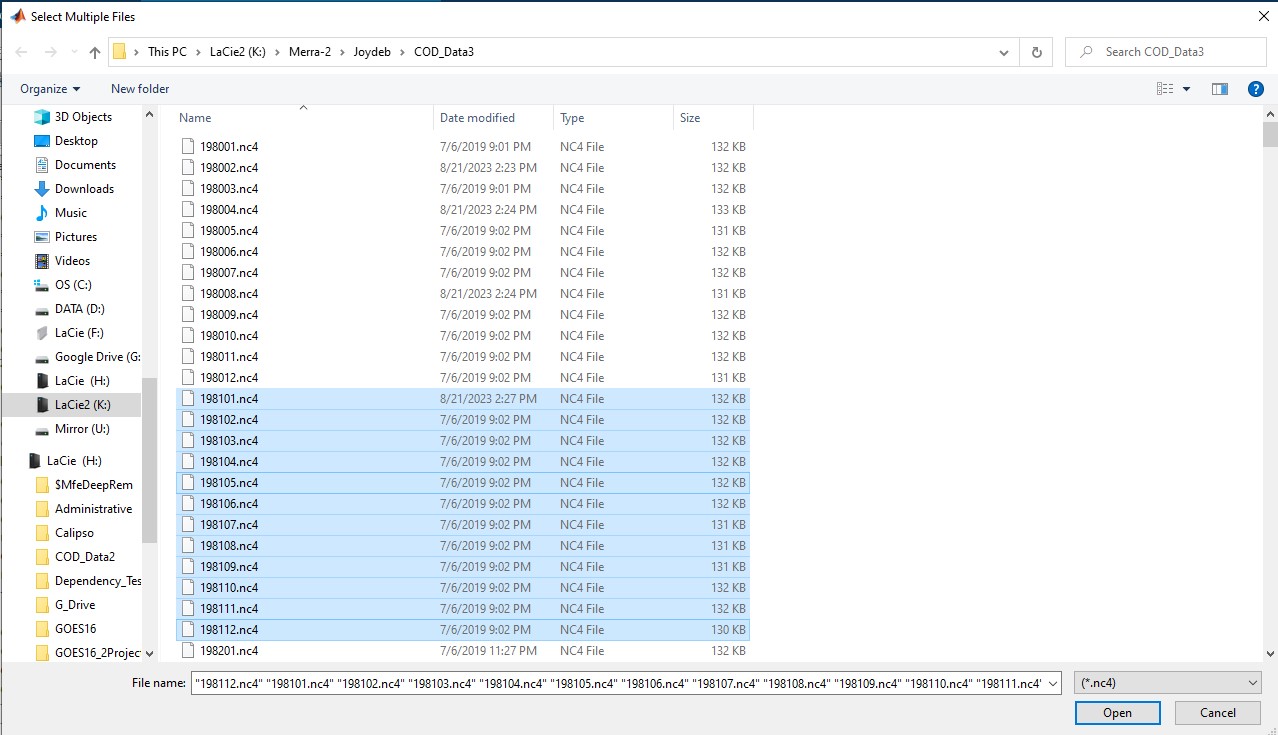 Select Multiple Files
This PC > LaCie2 (K:) > Merra-2 > Joydeb > COD_Data3
Search COD_Data3
Organize
New folder
3D Objects
Desktop
Documents
Downloads
Music
Pictures
Videos
OS (C:)
DATA (D:)
LaCie (F:)
Google Drive (G:
LaCie (H:)
LaCie2 (K:)
Mirror (U:)
LaCie (H:)
$MfeDeepRem
Administrative
Calipso
COD_Data2
Dependency_Tes
G_Drive
GOES16
GOES16_2Project
Name Date modified Type Size
198001.nc4 7/6/2019 9:01 PM NC4 File 132 KB
198002.nc4 8/21/2023 2:23 PM NC4 File 132 KB
198003.nc4 7/6/2019 9:01 PM NC4 File 132 KB
198004.nc4 8/21/2023 2:24 PM NC4 File 133 KB
198005.nc4 7/6/2019 9:02 PM NC4 File 131 KB
198006.nc4 7/6/2019 9:02 PM NC4 File 132 KB
198007.nc4 7/6/2019 9:02 PM NC4 File 132 KB
198008.nc4 8/21/2023 2:24 PM NC4 File 131 KB
198009.nc4 7/6/2019 9:02 PM NC4 File 132 KB
198010.nc4 7/6/2019 9:02 PM NC4 File 132 KB
198011.nc4 7/6/2019 9:02 PM NC4 File 132 KB
198012.nc4 7/6/2019 9:02 PM NC4 File 131 KB
198101.nc4 8/21/2023 2:27 PM NC4 File 132 KB
198102.nc4 7/6/2019 9:02 PM NC4 File 132 KB
198103.nc4 7/6/2019 9:02 PM NC4 File 132 KB
198104.nc4 7/6/2019 9:02 PM NC4 File 132 KB
198105.nc4 7/6/2019 9:02 PM NC4 File 132 KB
198106.nc4 7/6/2019 9:02 PM NC4 File 132 KB
198107.nc4 7/6/2019 9:02 PM NC4 File 131 KB
198108.nc4 7/6/2019 9:02 PM NC4 File 131 KB
198109.nc4 7/6/2019 9:02 PM NC4 File 131 KB
198110.nc4 7/6/2019 9:02 PM NC4 File 132 KB
198111.nc4 7/6/2019 9:02 PM NC4 File 132 KB
198112.nc4 7/6/2019 9:02 PM NC4 File 130 KB
198201.nc4 7/6/2019 11:27 PM NC4 File 132 KB
File name: "198112.nc4" "198101.nc4" "198102.nc4" "198103.nc4" "198104.nc4" "198105.nc4" "198106.nc4" "198107.nc4" "198108.nc4" "198109.nc4" "198110.nc4" "198111.nc4"
(*.nc4)
Open
Cancel